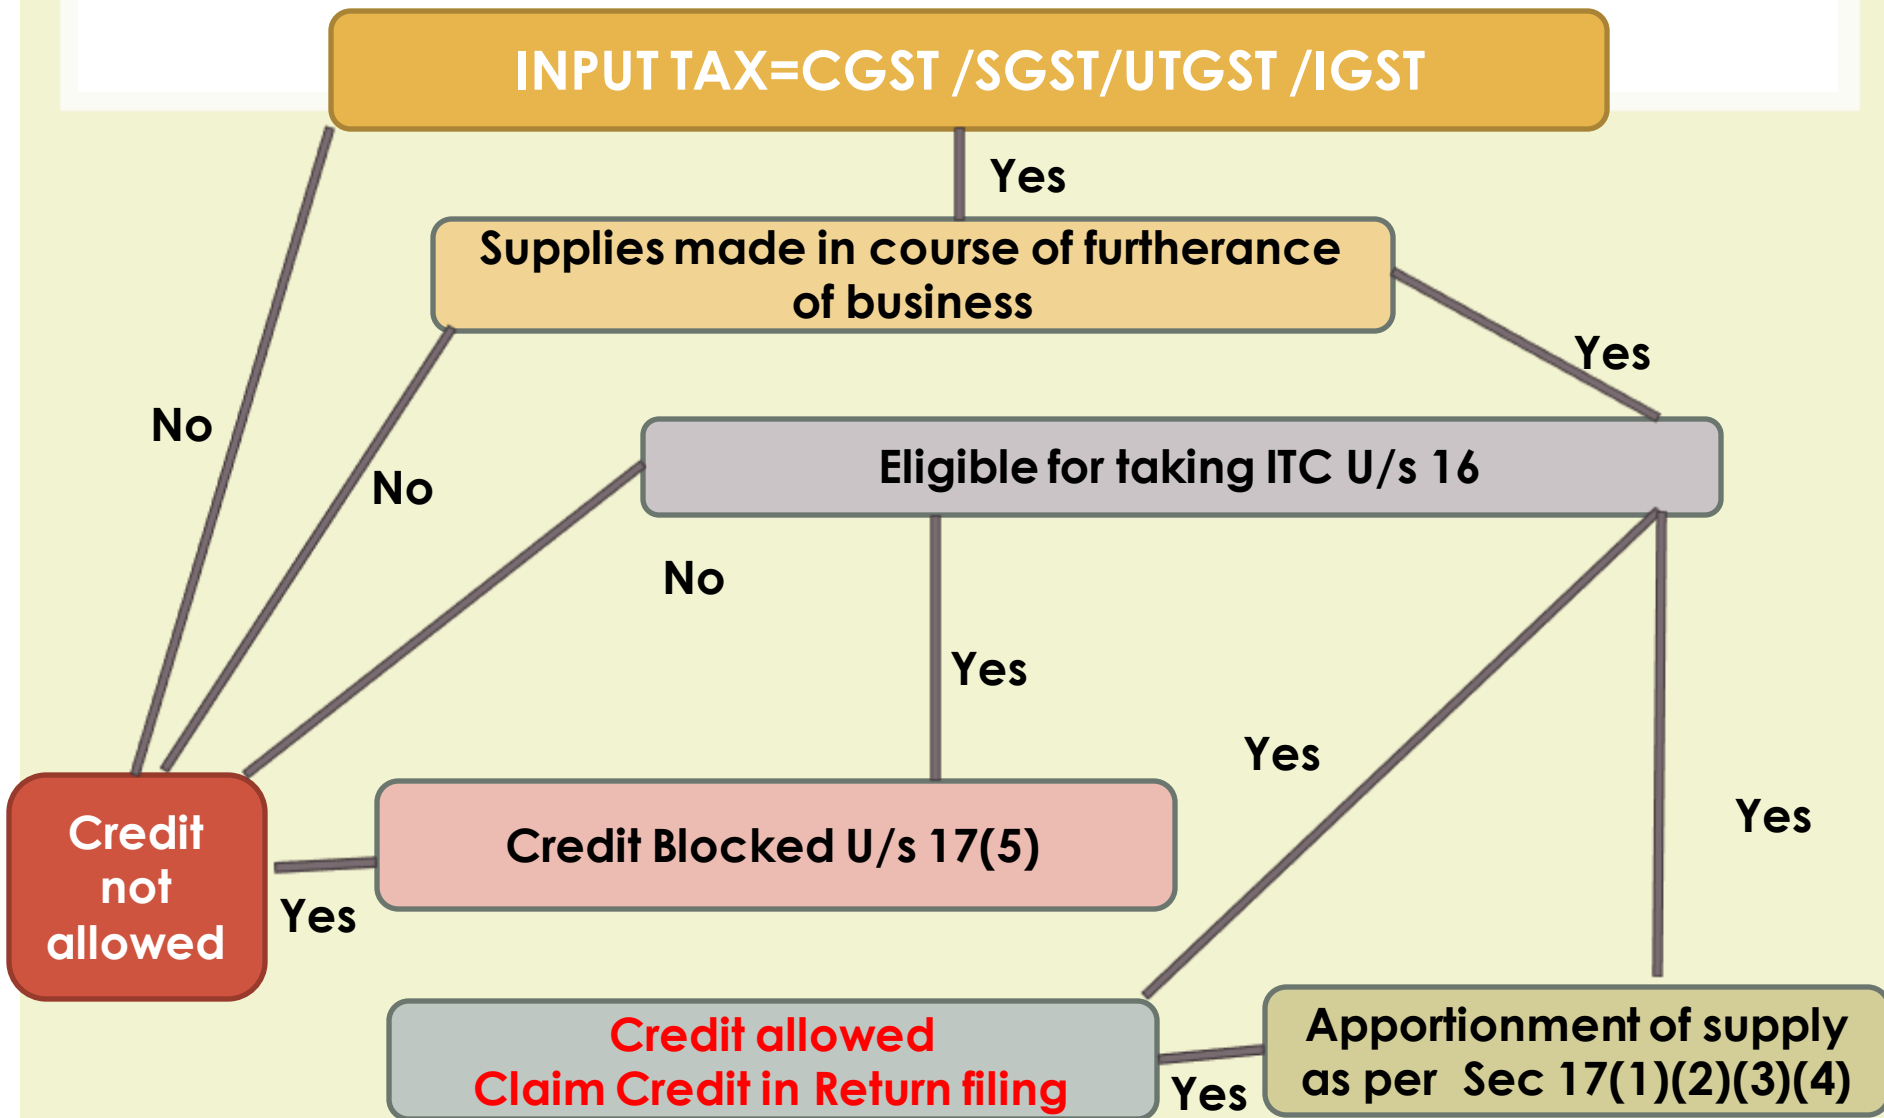 INPUT TAX=CGST /SGST/UTGST /IGST
Yes
Supplies made in course of furtherance
of business
Yes
No
No
Eligible for taking ITC U/s 16
No
Yes
Yes
Yes
Credit
not
allowed
Yes
Credit Blocked U/s 17(5)
Credit allowed
Claim Credit in Return filing
Yes
Apportionment of supply
as per Sec 17(1)(2)(3)(4)